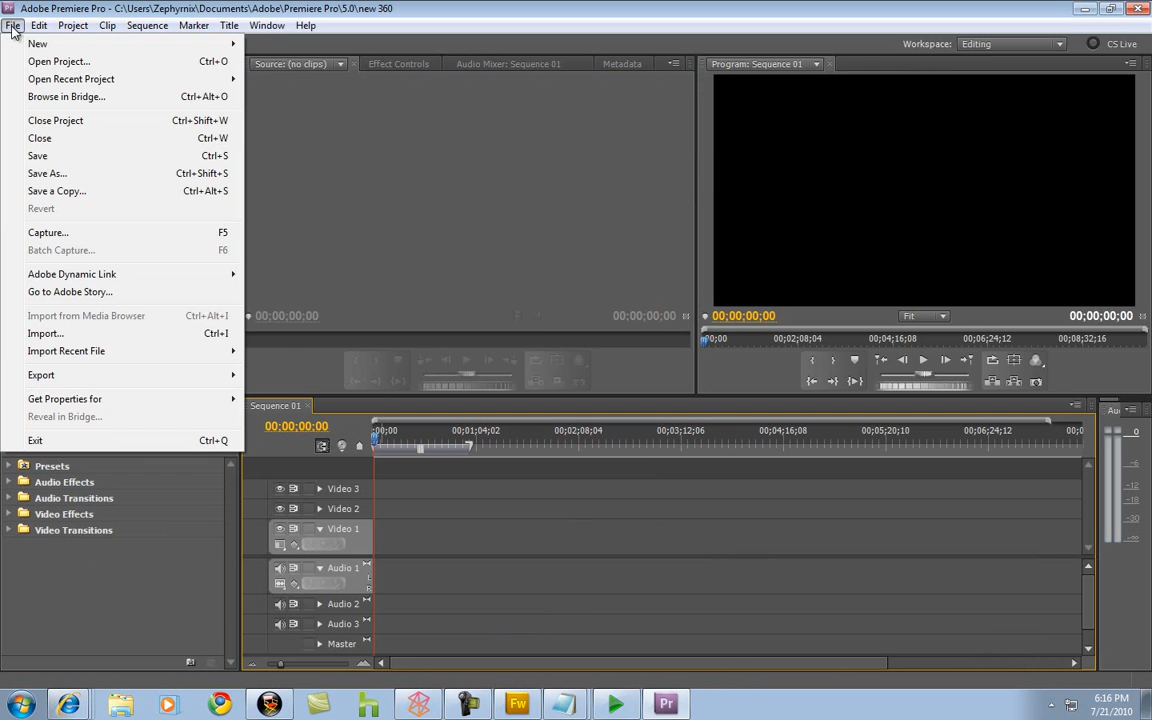 Adobe Premiere Pro - C:\Users\Zephyrnix\Documents\Adobe\Premiere Pro\5.0\new 360
File Edit Project Clip Sequence Marker Title Window Help
Workspace: Editing CS Live
New
Open Project... Ctrl+O
Open Recent Project
Browse in Bridge... Ctrl+Alt+O
Close Project Ctrl+Shift+W
Close Ctrl+W
Save Ctrl+S
Save As... Ctrl+Shift+S
Save a Copy... Ctrl+Alt+S
Revert
Capture... F5
Batch Capture... F6
Adobe Dynamic Link
Go to Adobe Story...
Import from Media Browser Ctrl+Alt+I
Import... Ctrl+I
Import Recent File
Export
Get Properties for
Reveal in Bridge...
Exit Ctrl+Q
Presets
Audio Effects
Audio Transitions
Video Effects
Video Transitions
Source: (no clips) Effect Controls Audio Mixer: Sequence 01 Metadata
00;00;00;00 00;00;00;00
Program: Sequence 01
00;00;00;00 Fit 00;00;00;00
00;00 00;02;08;04 00;04;16;08 00;06;24;12 00;08;32;16
Sequence 01
00;00;00;00
00;00 00;01;04;02 00;02;08;04 00;03;12;06 00;04;16;08 00;05;20;10 00;06;24;12 00;0
Video 3
Video 2
Video 1
Audio 1
L
R
Audio 2
Audio 3
Master
Au
0
-6
-12
-18
-30
Fw
Pr
6:16 PM
7/21/2010